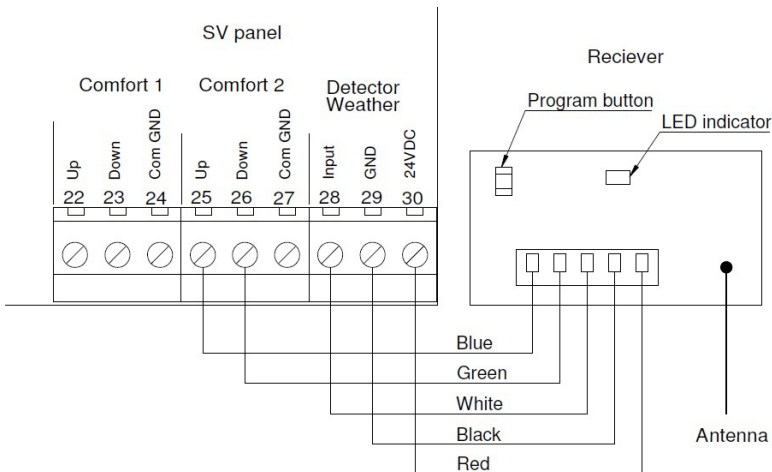 SV panel
Reciever
Comfort 1
Comfort 2
Detector
Weather
Program button
LED indicator
Up
Down
Com GND
Up
Down
Com GND
Input
GND
24VDC
22 23 24 25 26 27 28 29 30
Blue
Green
White
Black
Red
Antenna